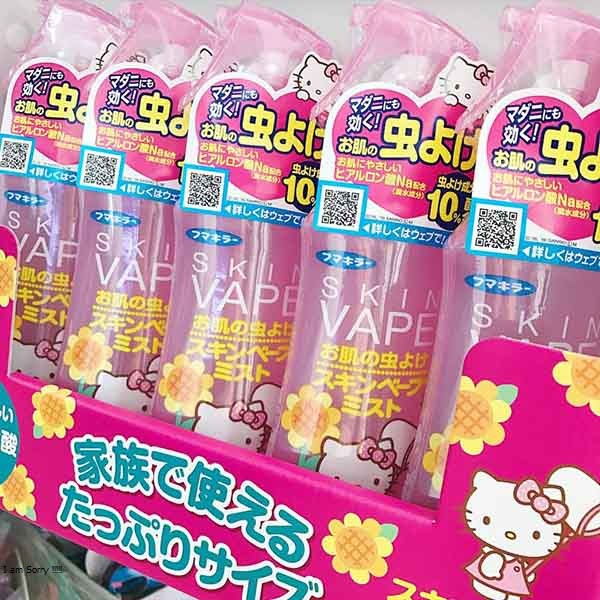 マダニにも
効く!
お肌の虫よけ
お肌にやさしい
ヒアルロン酸Na配合
(潤水成分)
虫よけ成分
10%
◀詳しくはウェブで!
フマキラー
SKIN
VAPE
お肌の虫よけ
スキンベープ
ミスト
家族で使える
たっぷりサイズ
I am Sorry !!!!!